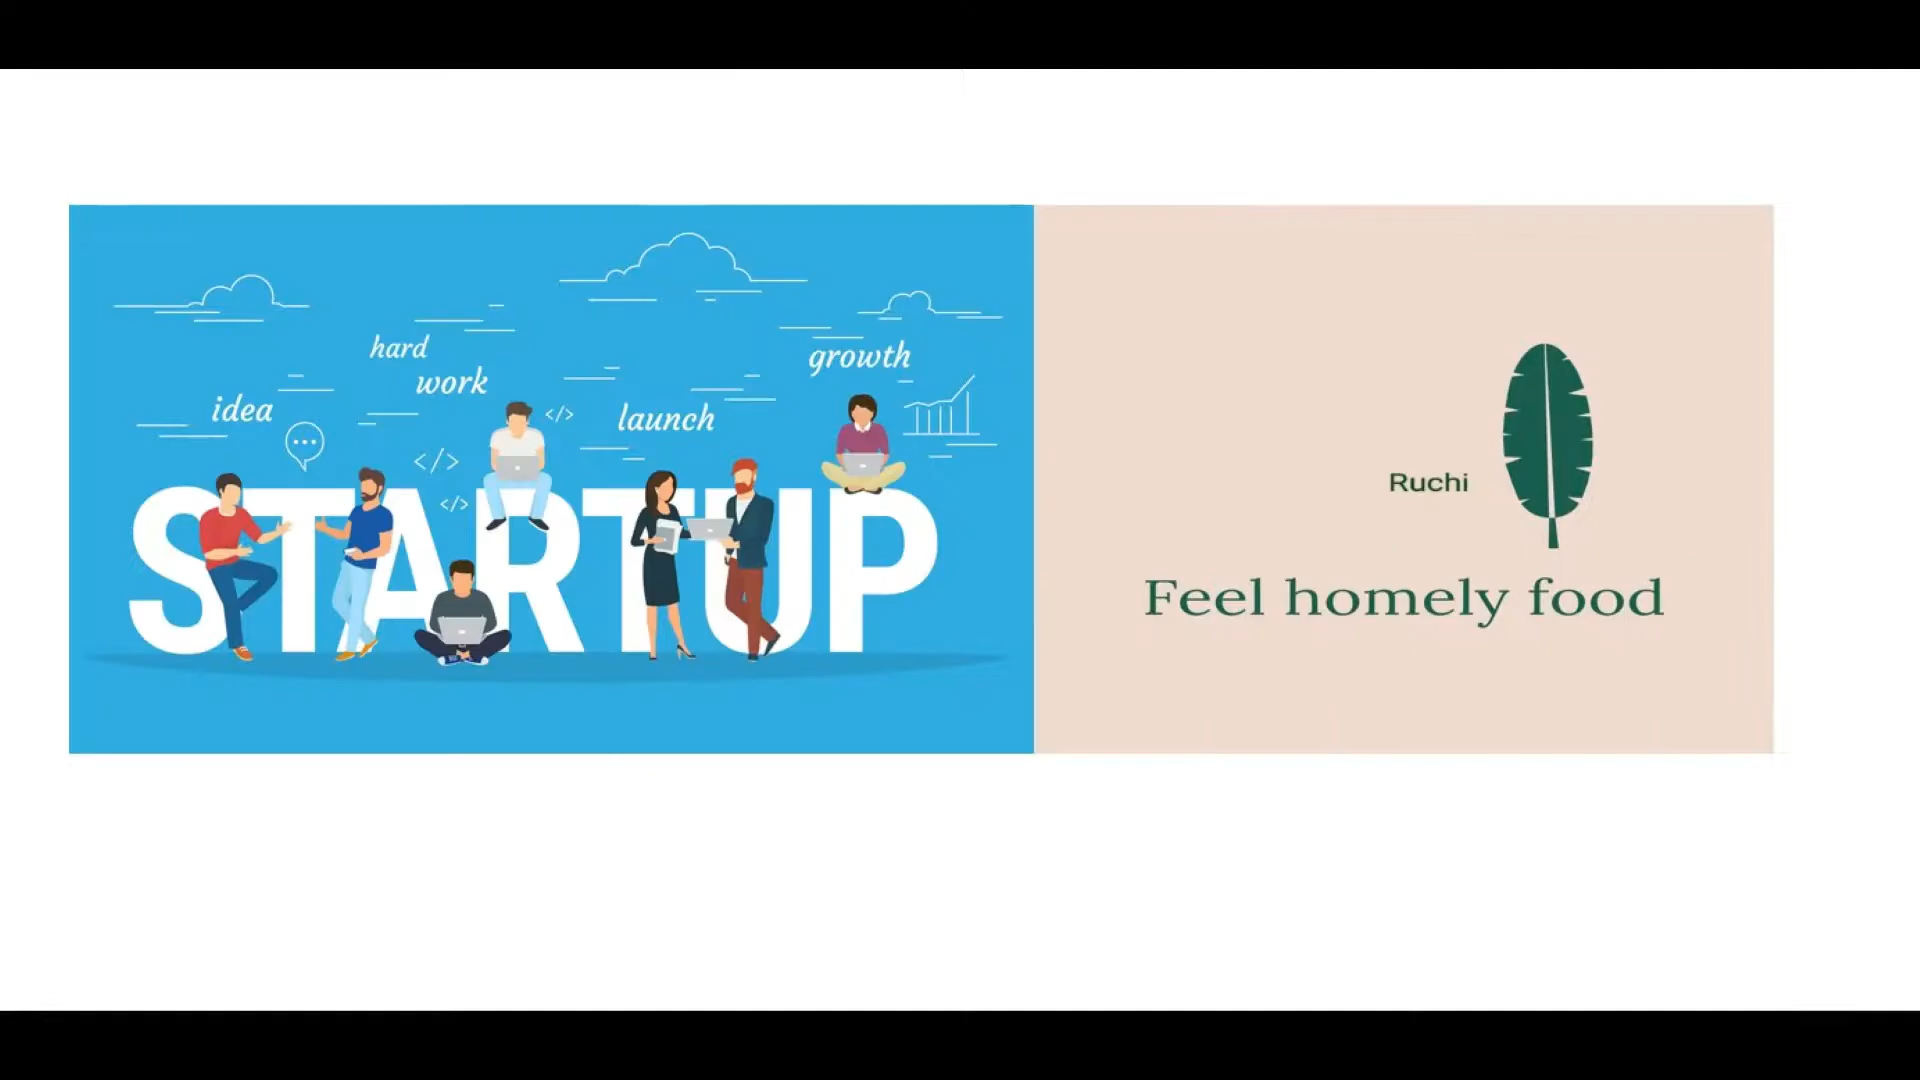 hard
work
growth
idea
launch
</>
</>
</>
STARTUP
Ruchi
Feel homely food